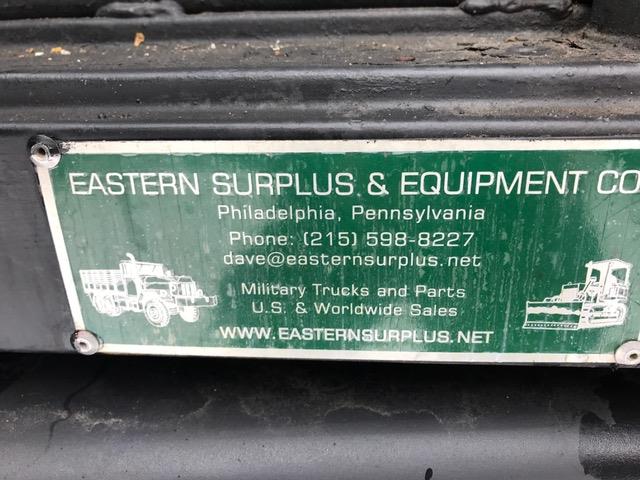 EASTERN SURPLUS & EQUIPMENT CO
Philadelphia, Pennsylvania
Phone: (215) 598-8227
dave@easternsurplus.net
Military Trucks and Parts
U.S. & Worldwide Sales
WWW.EASTERNSURPLUS.NET